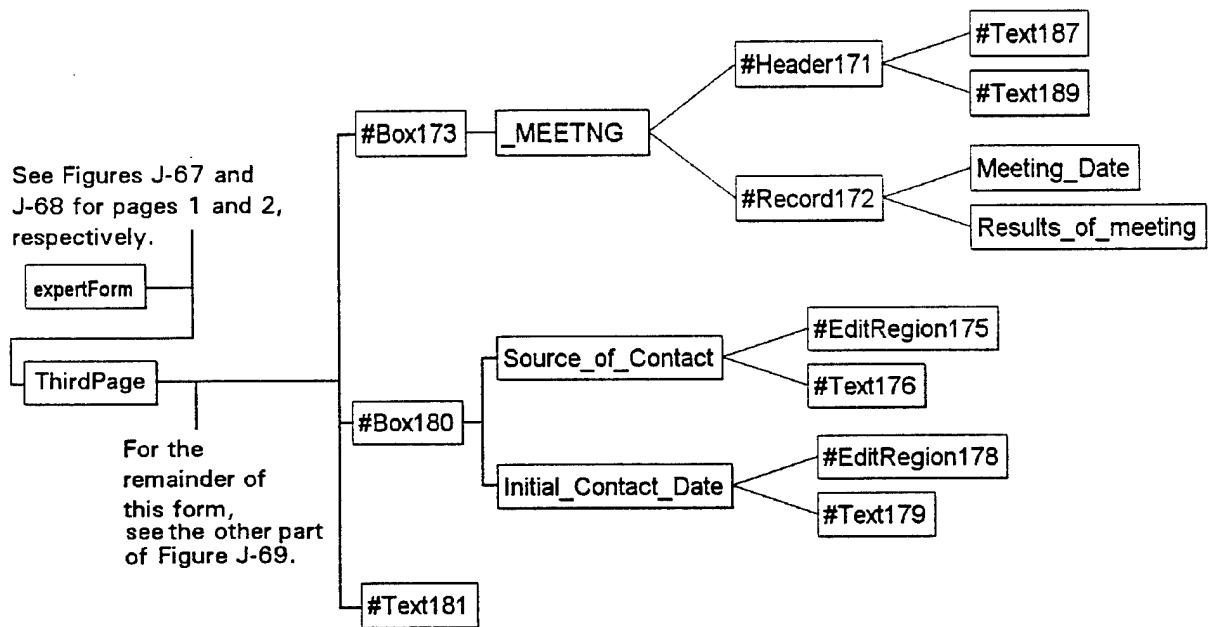 #Text187
#Header171
#Text189
#Box173
_MEETNG
Meeting_Date
#Record172
Results_of_meeting
See Figures J-67 and
J-68 for pages 1 and 2,
respectively.
expertForm
ThirdPage
For the
remainder of
this form,
see the other part
of Figure J-69.
#EditRegion175
Source_of_Contact
#Text176
#Box180
#EditRegion178
Initial_Contact_Date
#Text179
#Text181